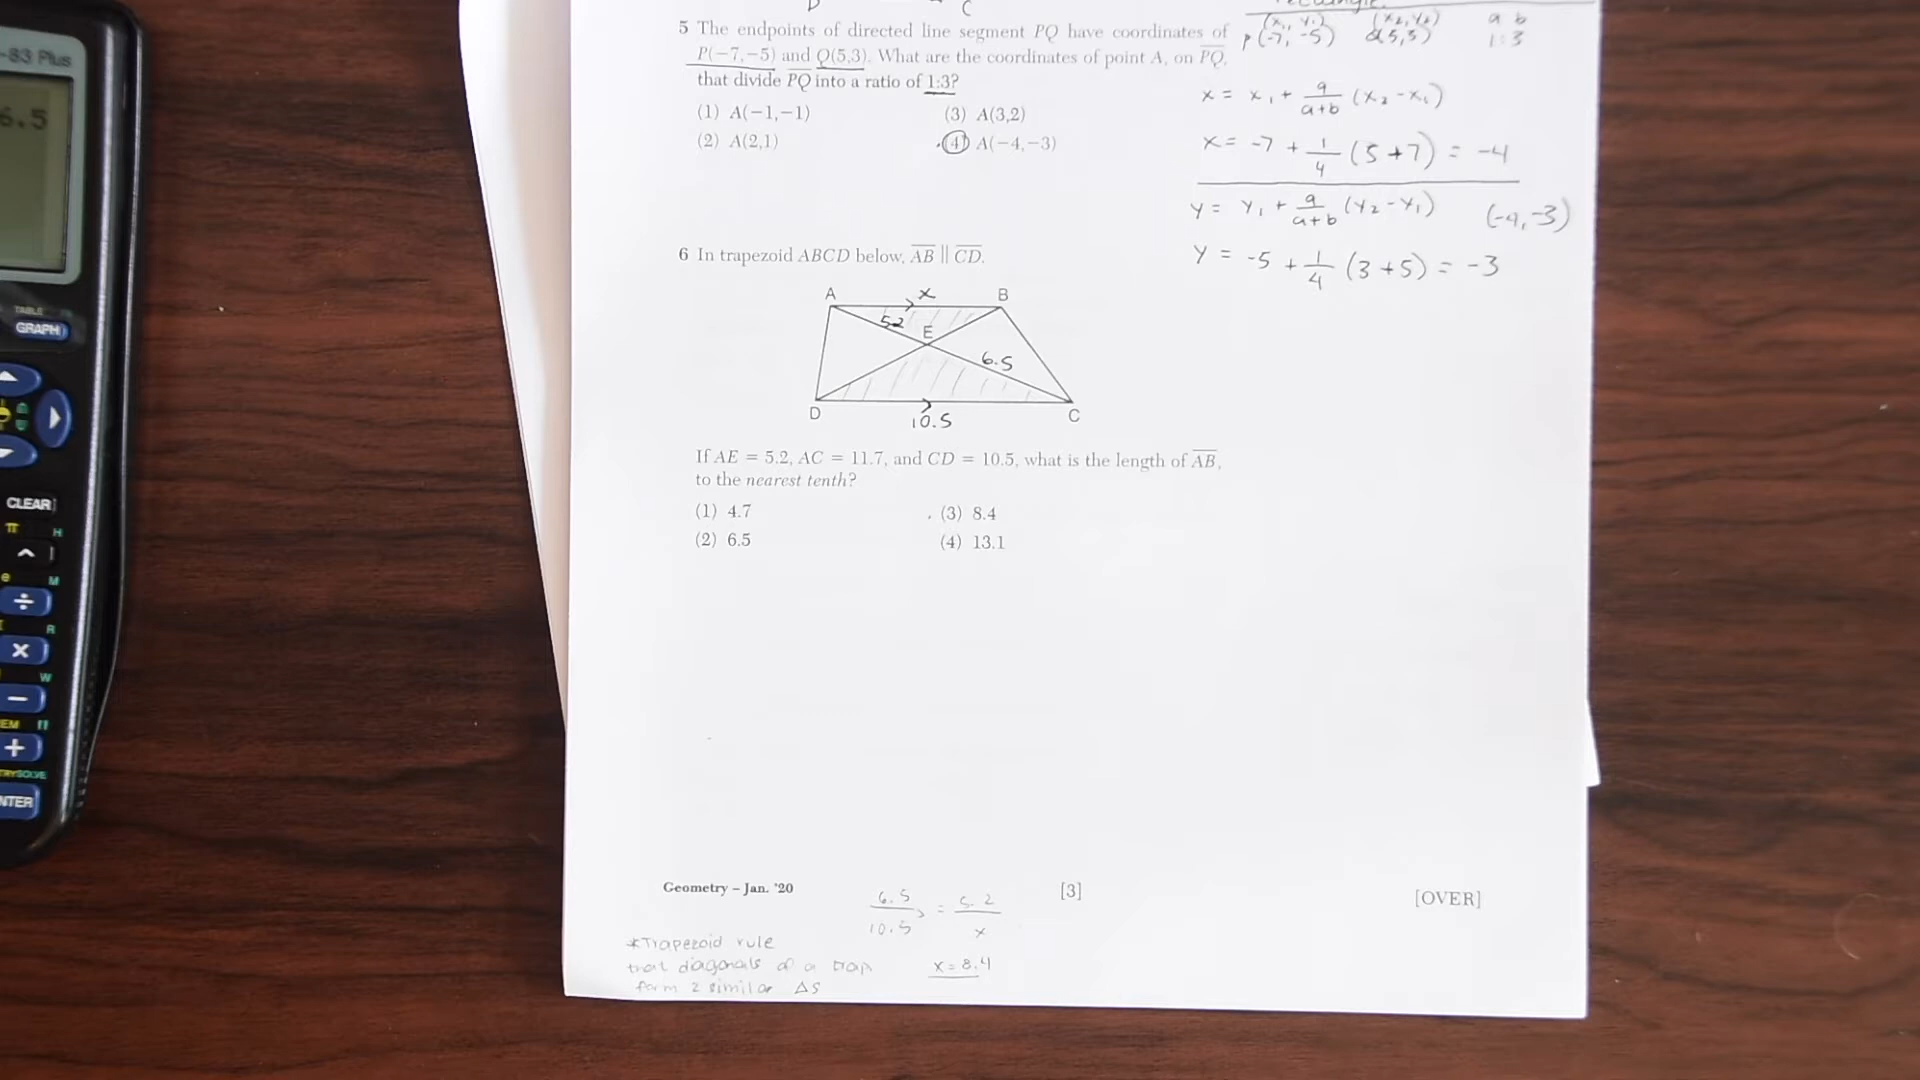 D C
5 The endpoints of directed line segment PQ have coordinates of
P(−7,−5) and Q(5,3). What are the coordinates of point A, on PQ,
that divide PQ into a ratio of 1:3?
(1) A(−1,−1) (3) A(3,2)
(2) A(2,1) (4) A(−4,−3)
(x₁, y₁) (x₂, y₂) a b
P(-7, -5) Q(5,3) 1:3
x = x₁ + a/(a+b) (x₂ - x₁)
x = -7 + 1/4 (5+7) = -4
y = y₁ + a/(a+b) (y₂ - y₁) (-4,-3)
y = -5 + 1/4 (3+5) = -3
6 In trapezoid ABCD below, AB || CD.
A x B
5.2 E
6.5
D C
10.5
If AE = 5.2, AC = 11.7, and CD = 10.5, what is the length of AB,
to the nearest tenth?
(1) 4.7 (3) 8.4
(2) 6.5 (4) 13.1
Geometry – Jan. '20 [3] [OVER]
6.5/10.5 = 5.2/x
x = 8.4
*Trapezoid rule
that diagonals of a trap
form 2 similar Δs
-83 Plus
6.5
TABLE
GRAPH
CLEAR
π H
^
e M
÷
R
×
W
−
EM "
+
NTER